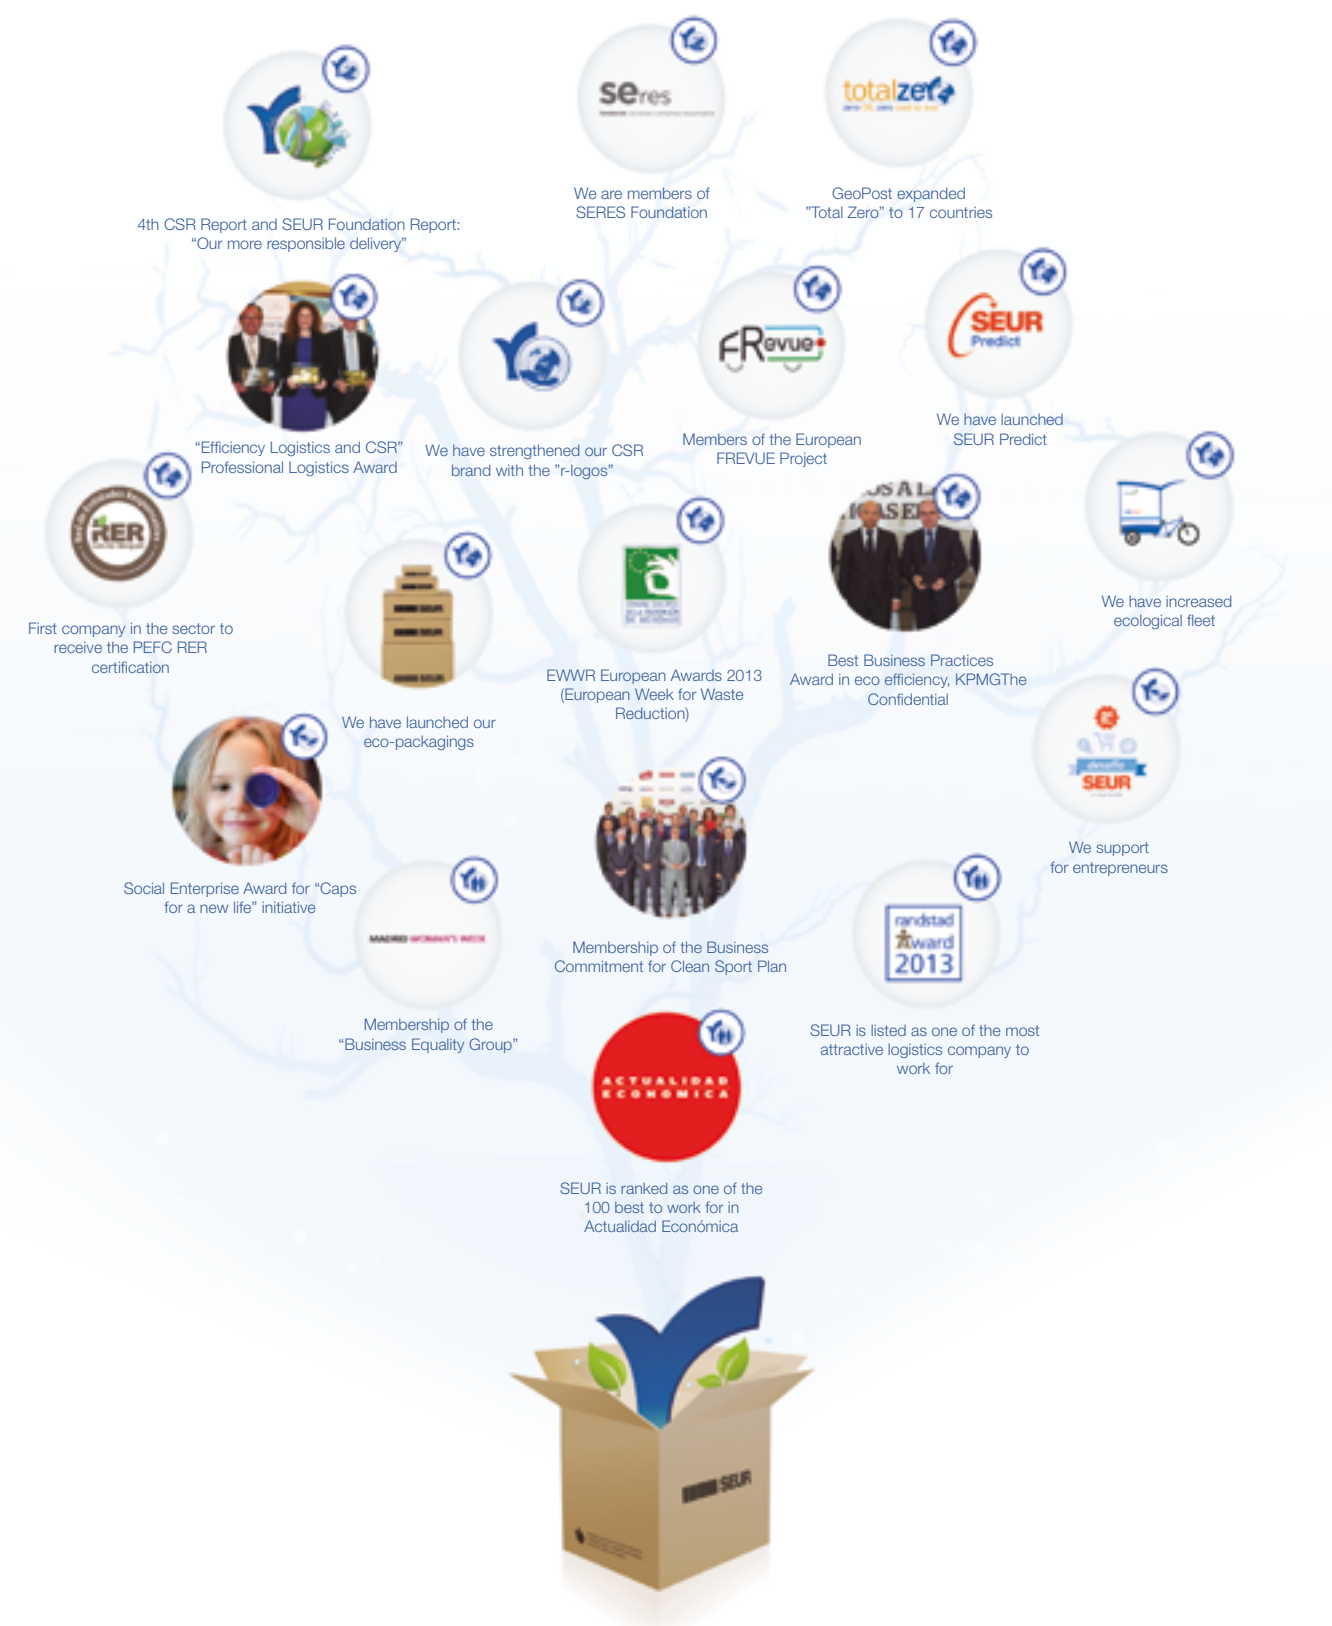 seres
totalzero
We are members of
SERES Foundation
GeoPost expanded
"Total Zero" to 17 countries
4th CSR Report and SEUR Foundation Report:
“Our more responsible delivery”
FRevue
SEUR
Predict
“Efficiency Logistics and CSR”
Professional Logistics Award
We have strengthened our CSR
brand with the ”r-logos”
Members of the European
FREVUE Project
We have launched
SEUR Predict
RER
First company in the sector to
receive the PEFC RER
certification
SEUR
SEUR
SEUR
We have launched our
eco-packagings
EWWR European Awards 2013
(European Week for Waste
Reduction)
Best Business Practices
Award in eco efficiency, KPMGThe
Confidential
We have increased
ecological fleet
desafío
SEUR
We support
for entrepreneurs
Social Enterprise Award for “Caps
for a new life” initiative
MADRID WOMAN'S WEEK
Membership of the
“Business Equality Group”
Membership of the Business
Commitment for Clean Sport Plan
randstad
Award
2013
SEUR is listed as one of the most
attractive logistics company to
work for
ACTUALIDAD
ECONOMICA
SEUR is ranked as one of the
100 best to work for in
Actualidad Económica
SEUR